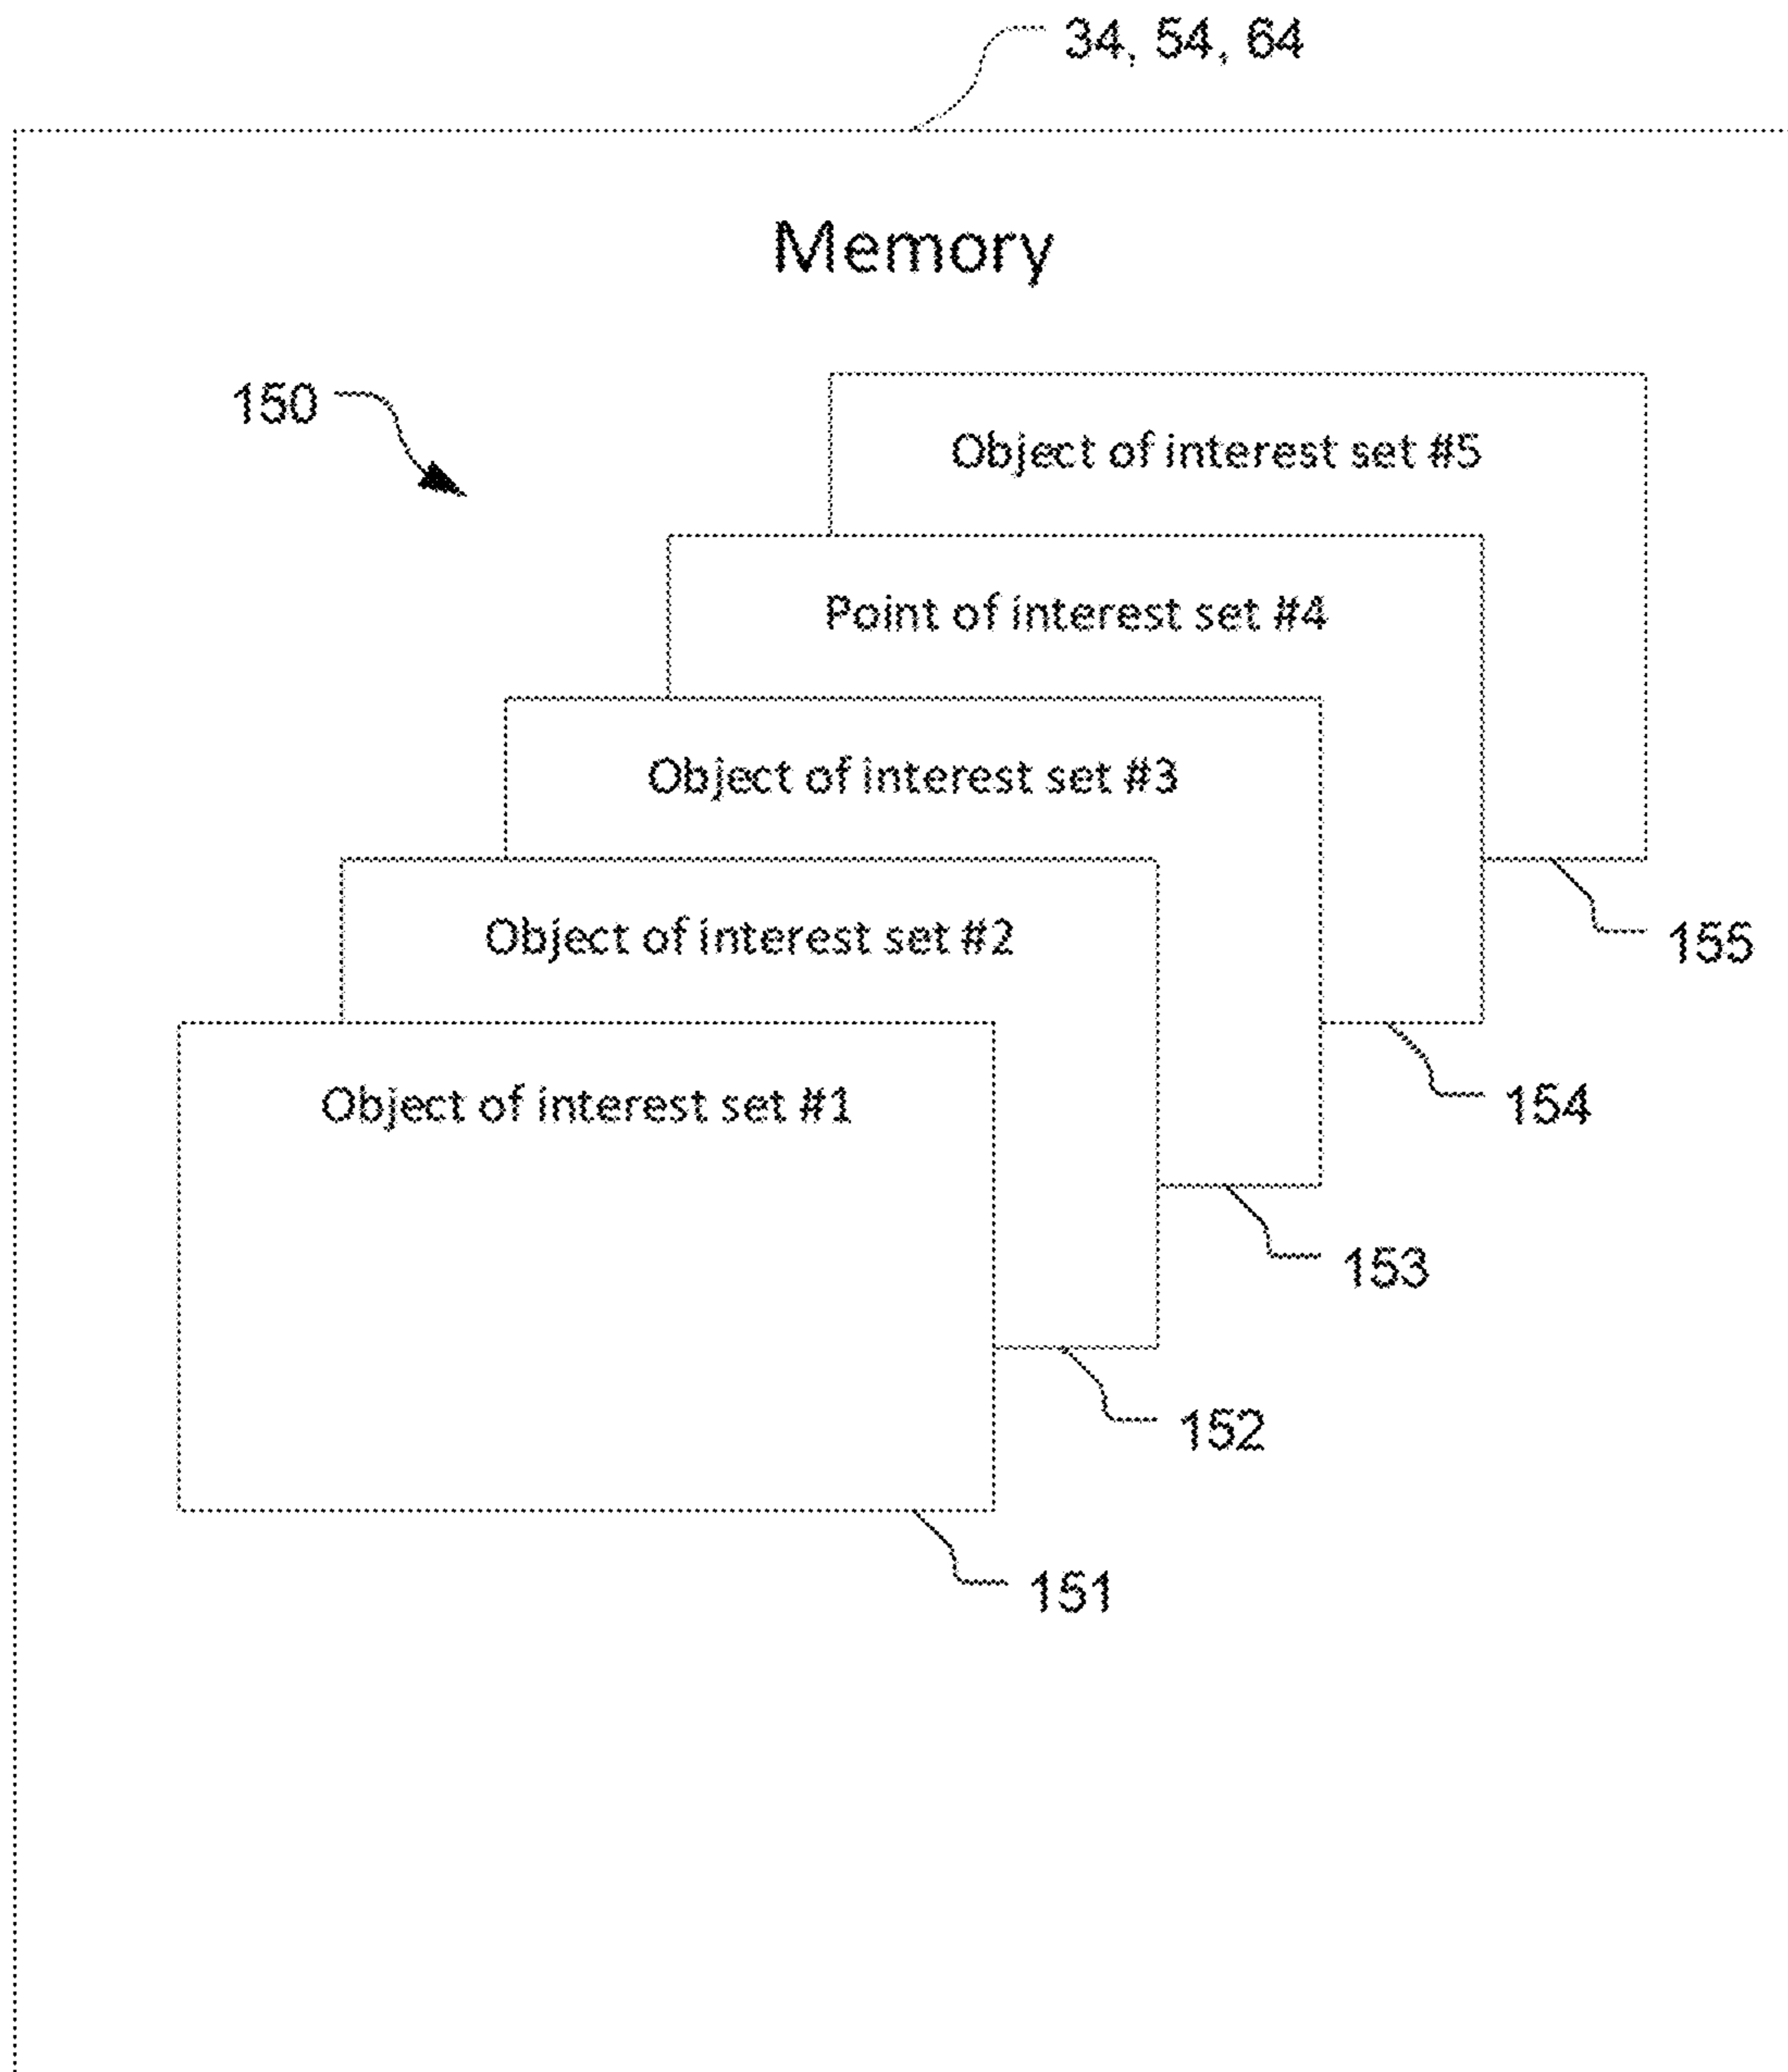 34, 54, 64
Memory
150
Object of interest set #5
Point of interest set #4
Object of interest set #3
Object of interest set #2
155
Object of interest set #1
154
153
152
151